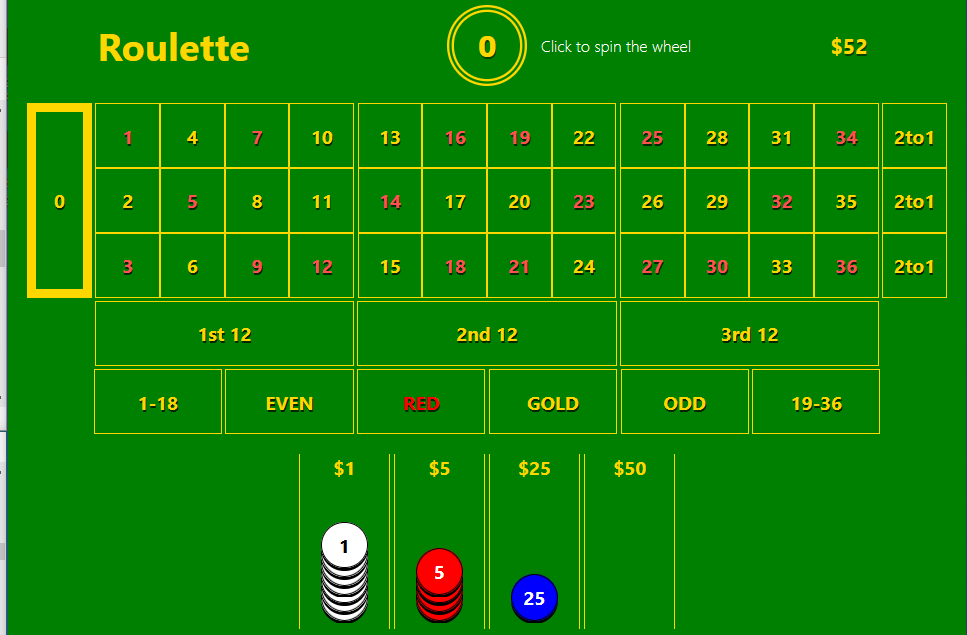 Roulette 0 Click to spin the wheel $52
1 4 7 10 13 16 19 22 25 28 31 34 2to1
0 2 5 8 11 14 17 20 23 26 29 32 35 2to1
3 6 9 12 15 18 21 24 27 30 33 36 2to1
1st 12 2nd 12 3rd 12
1-18 EVEN RED GOLD ODD 19-36
$1 $5 $25 $50
1 5 25